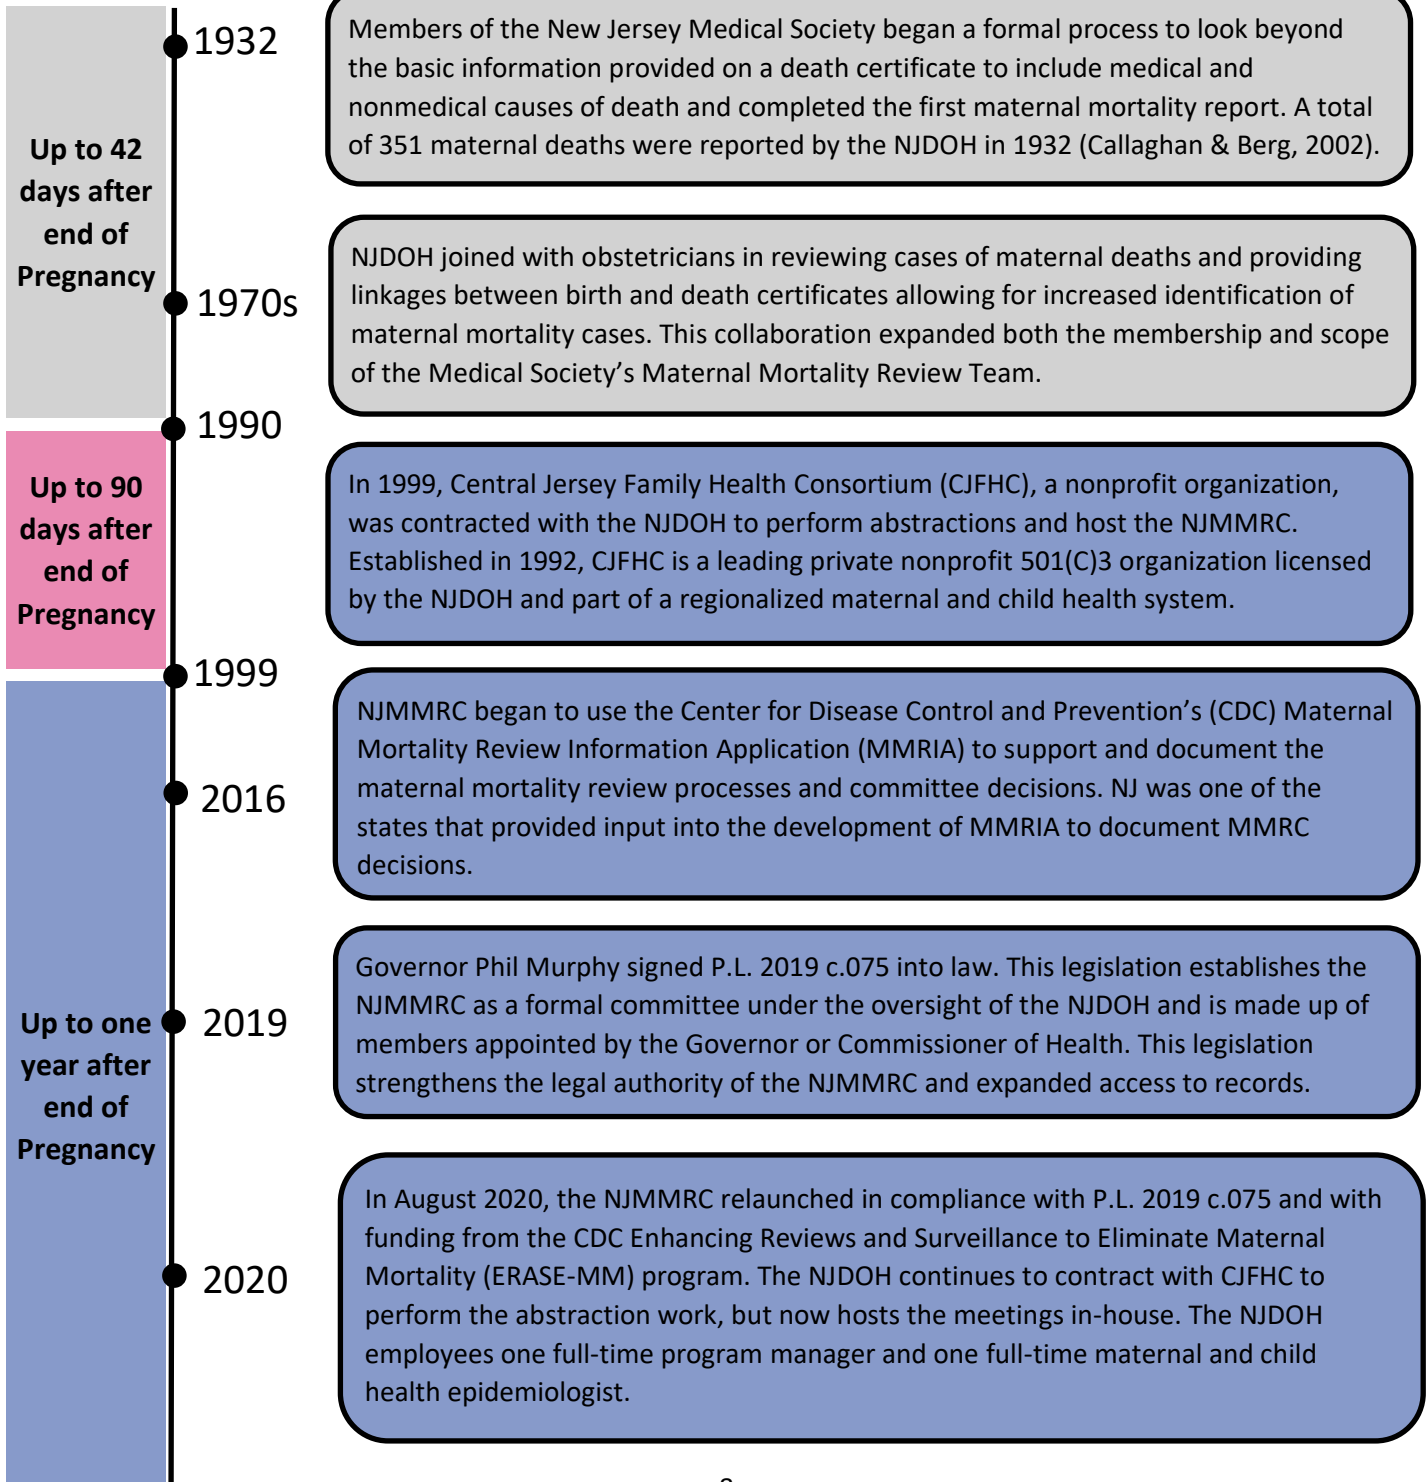 1932
Members of the New Jersey Medical Society began a formal process to look beyond
the basic information provided on a death certificate to include medical and
nonmedical causes of death and completed the first maternal mortality report. A total
of 351 maternal deaths were reported by the NJDOH in 1932 (Callaghan & Berg, 2002).
Up to 42
days after
end of
Pregnancy
1970s
NJDOH joined with obstetricians in reviewing cases of maternal deaths and providing
linkages between birth and death certificates allowing for increased identification of
maternal mortality cases. This collaboration expanded both the membership and scope
of the Medical Society’s Maternal Mortality Review Team.
1990
Up to 90
days after
end of
Pregnancy
In 1999, Central Jersey Family Health Consortium (CJFHC), a nonprofit organization,
was contracted with the NJDOH to perform abstractions and host the NJMMRC.
Established in 1992, CJFHC is a leading private nonprofit 501(C)3 organization licensed
by the NJDOH and part of a regionalized maternal and child health system.
1999
2016
NJMMRC began to use the Center for Disease Control and Prevention’s (CDC) Maternal
Mortality Review Information Application (MMRIA) to support and document the
maternal mortality review processes and committee decisions. NJ was one of the
states that provided input into the development of MMRIA to document MMRC
decisions.
Up to one
year after
end of
Pregnancy
2019
Governor Phil Murphy signed P.L. 2019 c.075 into law. This legislation establishes the
NJMMRC as a formal committee under the oversight of the NJDOH and is made up of
members appointed by the Governor or Commissioner of Health. This legislation
strengthens the legal authority of the NJMMRC and expanded access to records.
2020
In August 2020, the NJMMRC relaunched in compliance with P.L. 2019 c.075 and with
funding from the CDC Enhancing Reviews and Surveillance to Eliminate Maternal
Mortality (ERASE-MM) program. The NJDOH continues to contract with CJFHC to
perform the abstraction work, but now hosts the meetings in-house. The NJDOH
employees one full-time program manager and one full-time maternal and child
health epidemiologist.